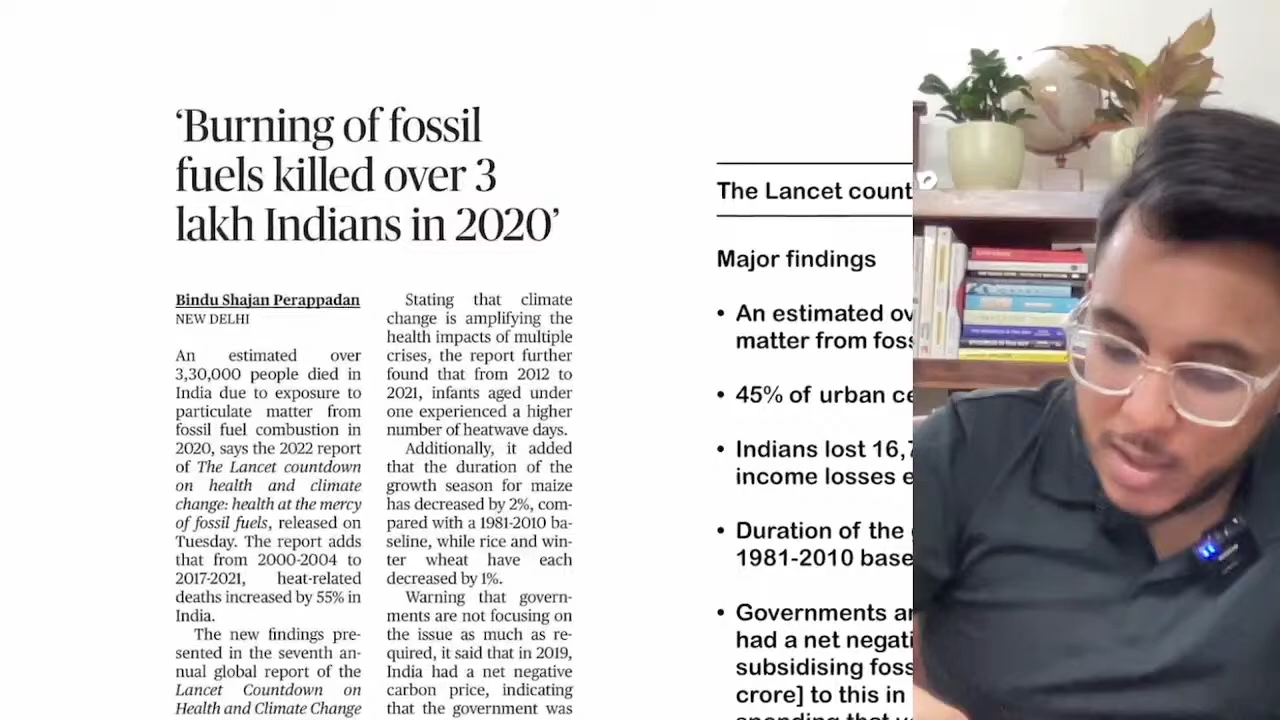 ‘Burning of fossil
fuels killed over 3
lakh Indians in 2020’
Bindu Shajan Perappadan
NEW DELHI
An estimated over
3,30,000 people died in
India due to exposure to
particulate matter from
fossil fuel combustion in
2020, says the 2022 report
of The Lancet countdown
on health and climate
change: health at the mercy
of fossil fuels, released on
Tuesday. The report adds
that from 2000-2004 to
2017-2021, heat-related
deaths increased by 55% in
India.
The new findings pre-
sented in the seventh an-
nual global report of the
Lancet Countdown on
Health and Climate Change
Stating that climate
change is amplifying the
health impacts of multiple
crises, the report further
found that from 2012 to
2021, infants aged under
one experienced a higher
number of heatwave days.
Additionally, it added
that the duration of the
growth season for maize
has decreased by 2%, com-
pared with a 1981-2010 ba-
seline, while rice and win-
ter wheat have each
decreased by 1%.
Warning that govern-
ments are not focusing on
the issue as much as re-
quired, it said that in 2019,
India had a net negative
carbon price, indicating
that the government was
The Lancet count
Major findings
• An estimated ov
matter from foss
• 45% of urban ce
• Indians lost 16,7
income losses e
• Duration of the
1981-2010 base
• Governments a
had a net negati
subsidising foss
crore] to this in